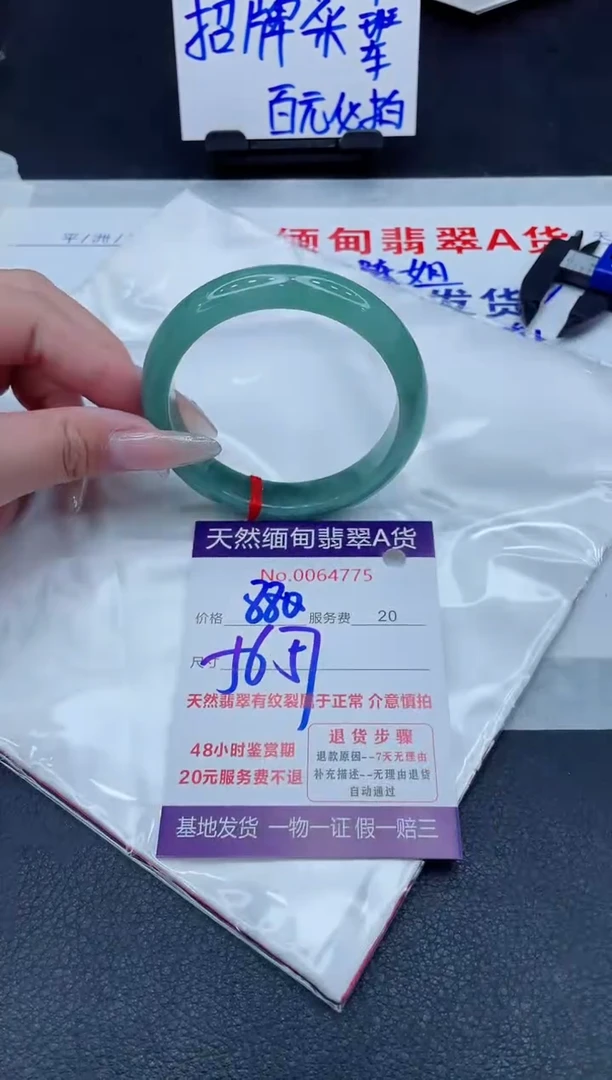 招牌采
班车
百元必拍
平/洲/
缅甸翡翠A货
发货
天然缅甸翡翠A货
No.0064775
价格 880 服务费 20
尺寸 56
天然翡翠有纹裂属于正常 介意慎拍
48小时鉴赏期
20元服务费不退
退货步骤
退款原因--7天无理由
补充描述--无理由退货
自动通过
基地发货 一物一证 假一赔三